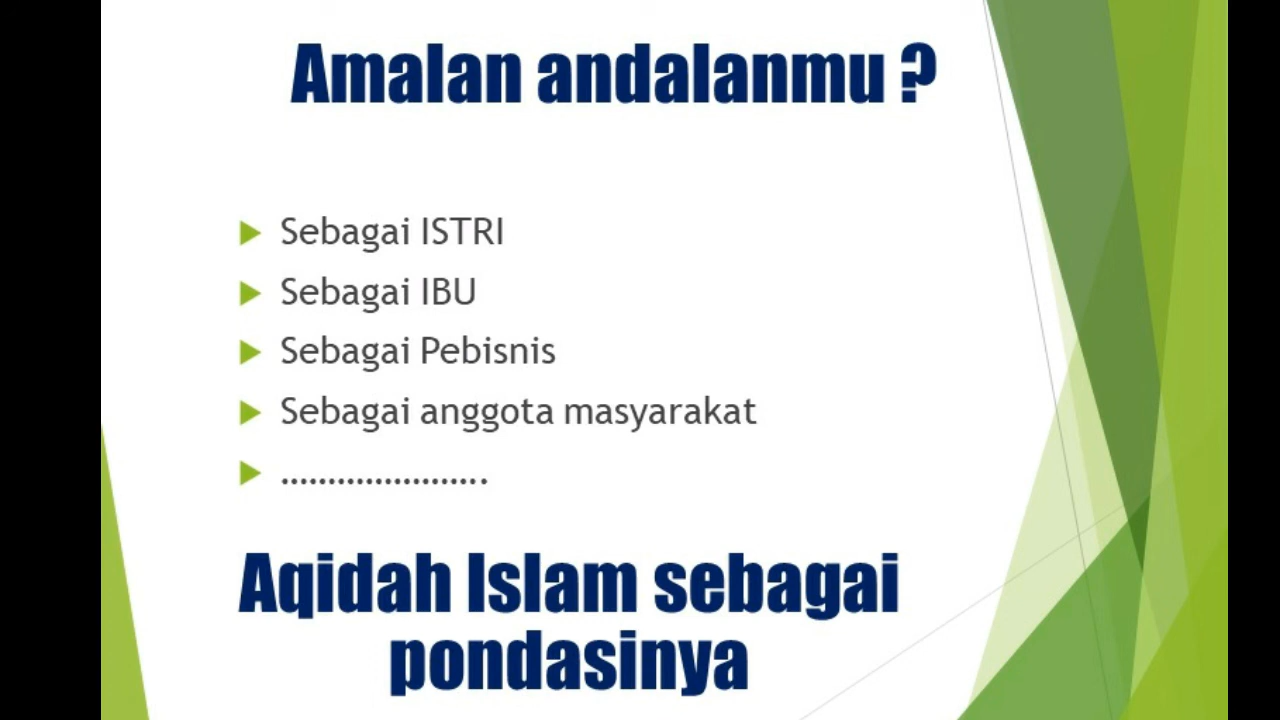 Amalan andalanmu ?
Sebagai ISTRI
Sebagai IBU
Sebagai Pebisnis
Sebagai anggota masyarakat
......................
Aqidah Islam sebagai
pondasinya